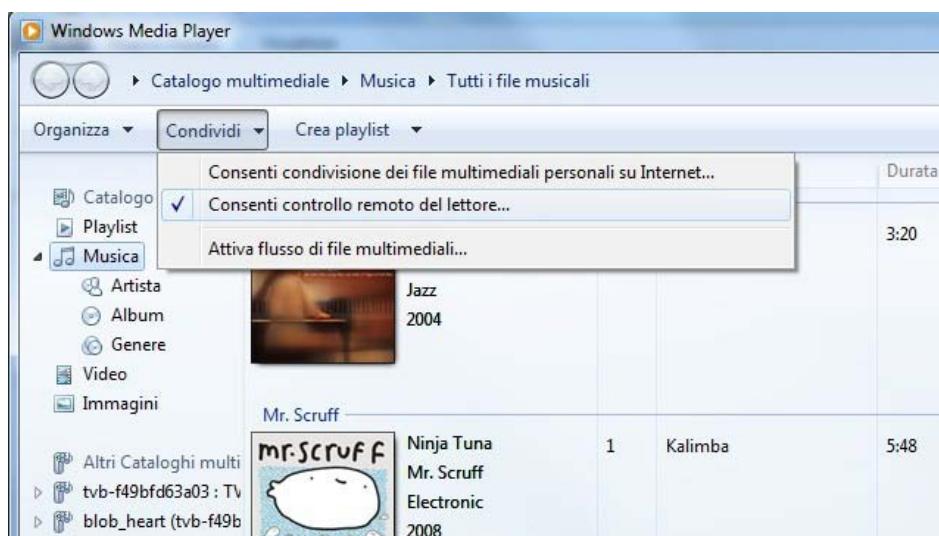 Windows Media Player
Catalogo multimediale ▸ Musica ▸ Tutti i file musicali
Organizza Condividi Crea playlist
Consenti condivisione dei file multimediali personali su Internet...
Durata
Catalogo
✓ Consenti controllo remoto del lettore...
Playlist
3:20
Musica
Attiva flusso di file multimediali...
Artista
Jazz
Album
2004
Genere
Video
Immagini
Mr. Scruff
mr.scruff
Ninja Tuna
1 Kalimba 5:48
Altri Cataloghi multi
Mr. Scruff
tvb-f49bfd63a03 : TV
Electronic
blob_heart (tvb-f49b
2008